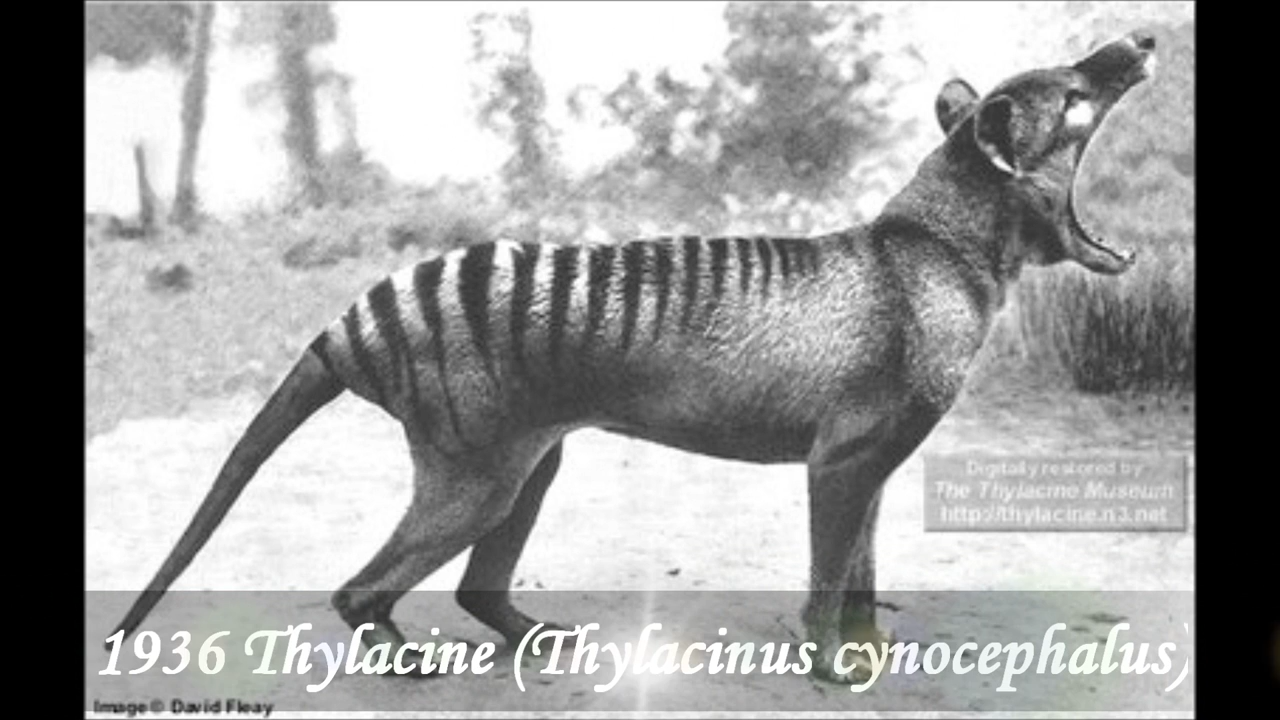 Digitally restored by
The Thylacine Museum
http://thylacine.n3.net
1936 Thylacine (Thylacinus cynocephalus)
Image © David Fleay